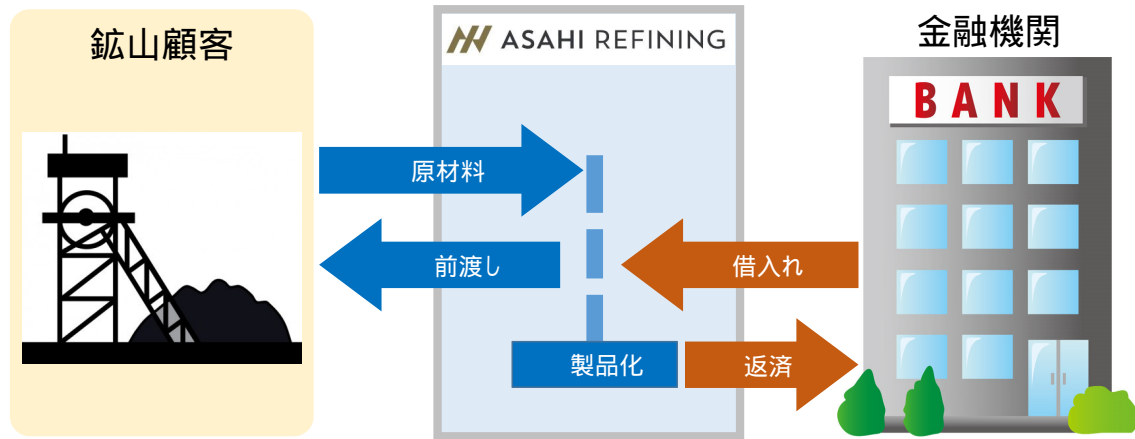 鉱山顧客
ASAHI REFINING
金融機関
BANK
原材料
前渡し
借入れ
製品化
返済